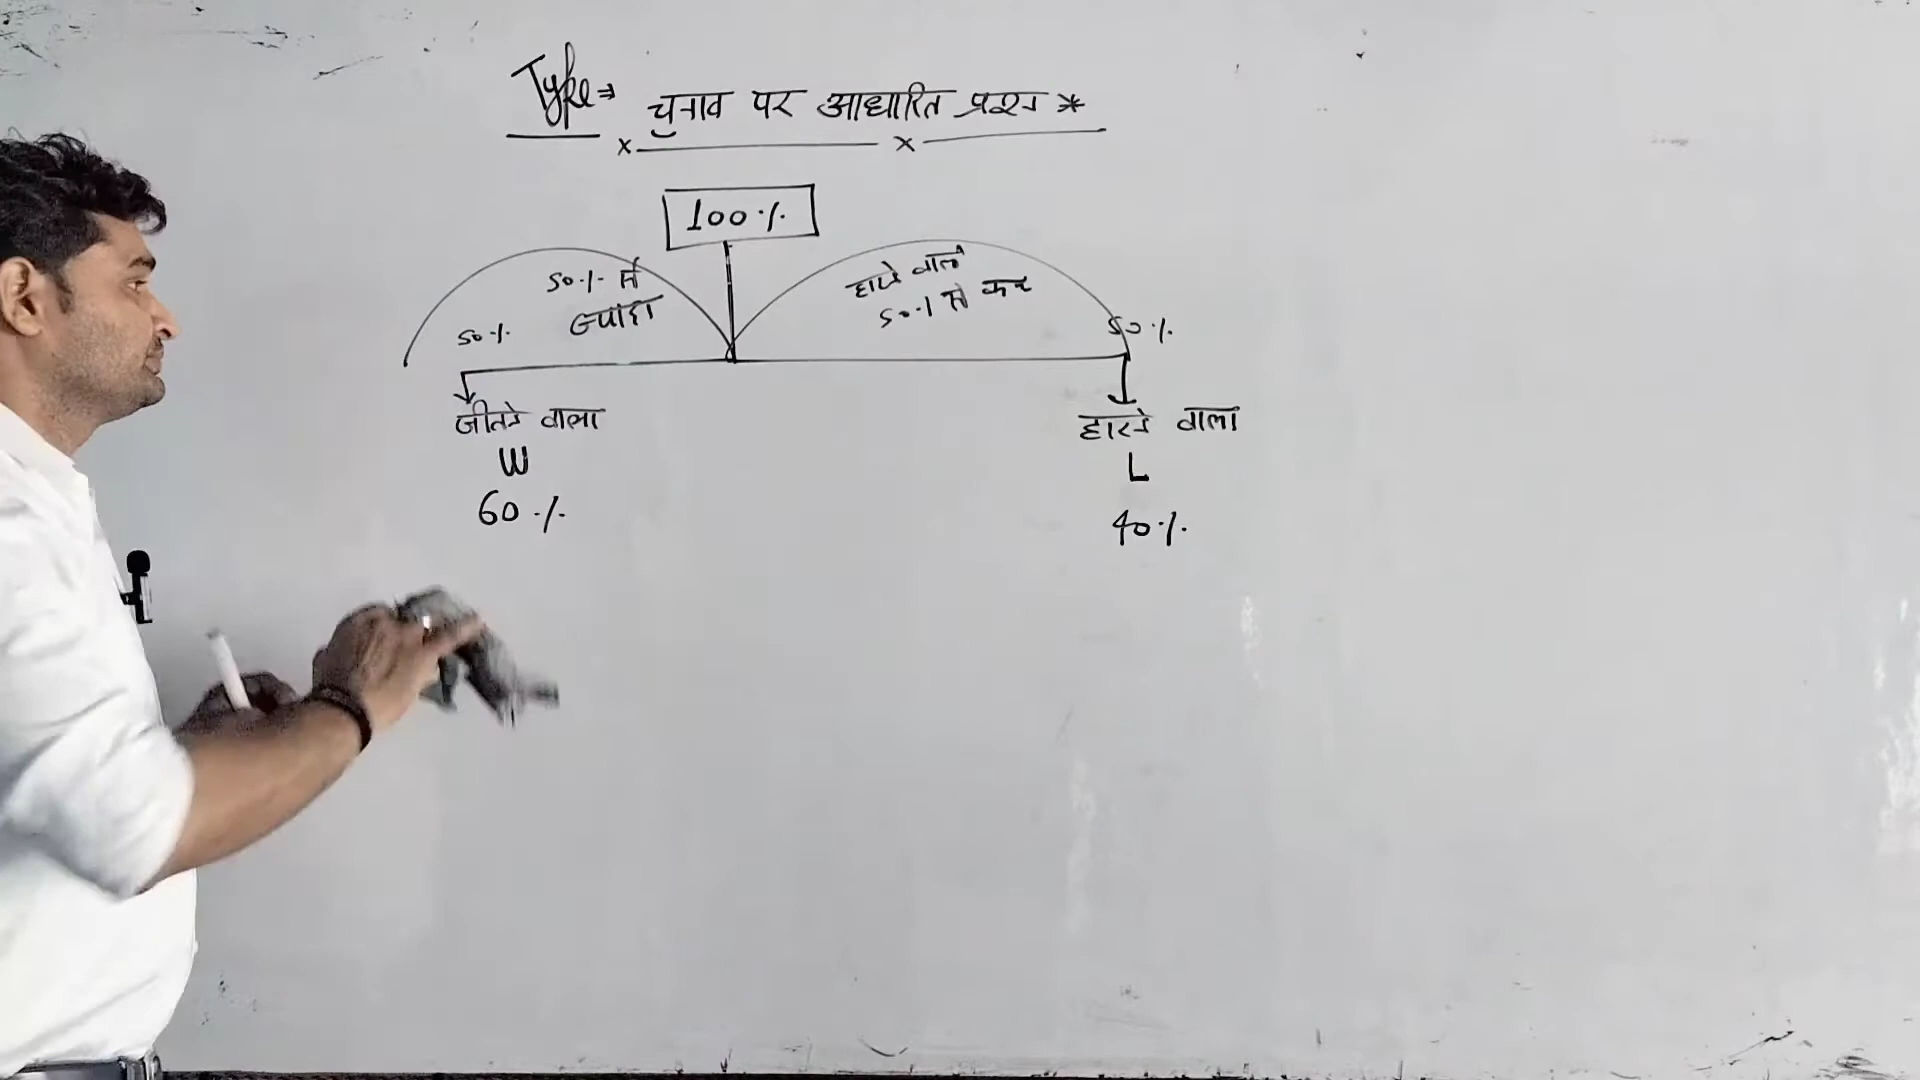 Type⇒ चुनाव पर आधारित प्रश्न *
100%
50% से
ज्यादा
50%
हारने वाले
50% से कम
50%
जीतने वाला
W
60%
हारने वाला
L
40%